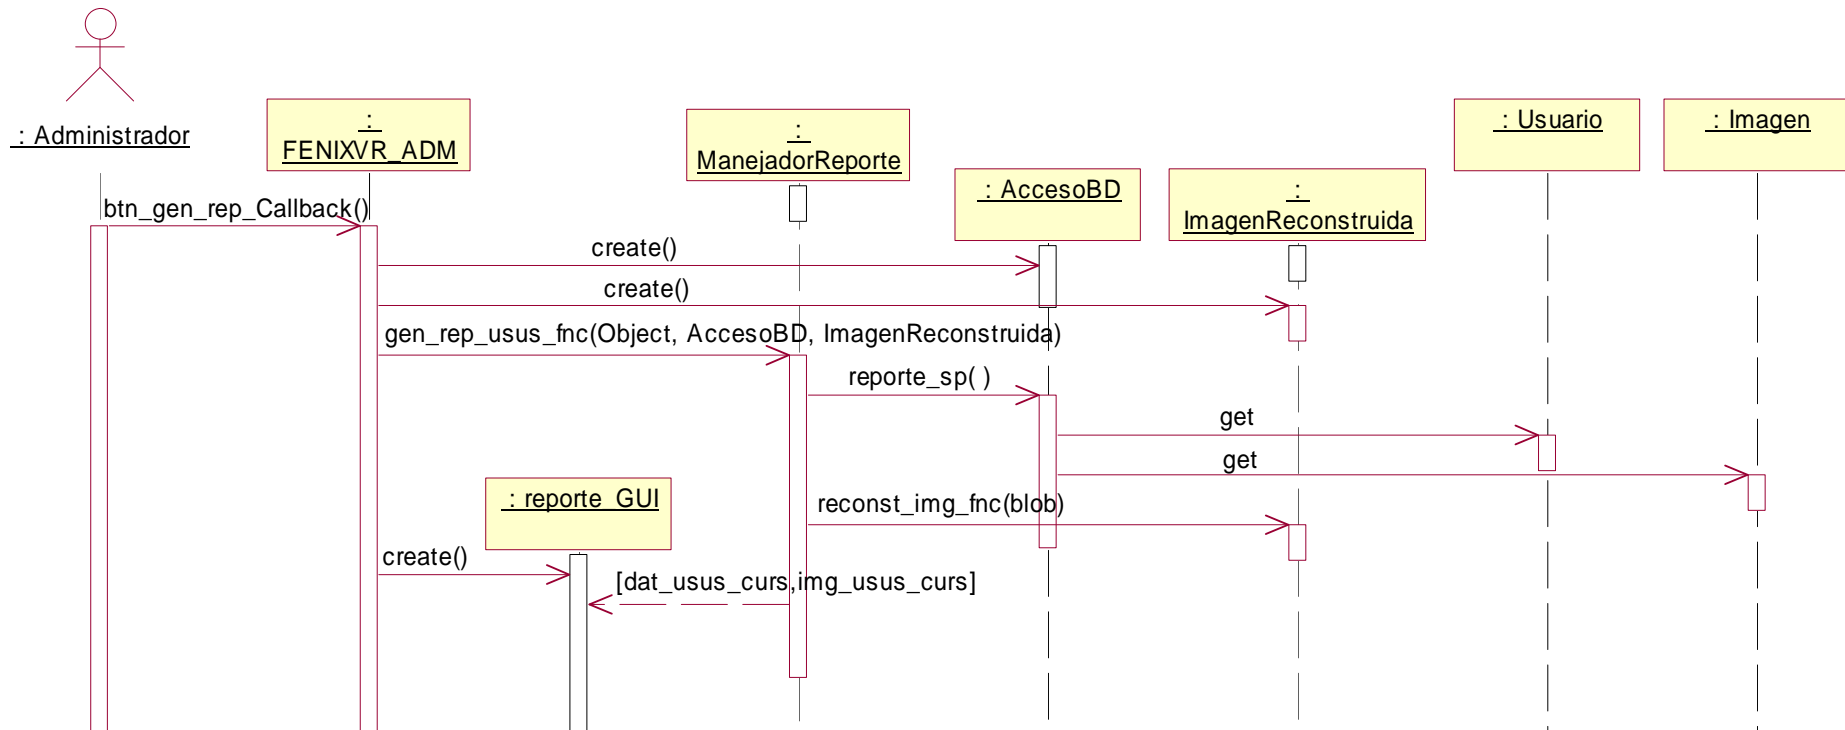 : Administrador
:
FENIXVR_ADM
:
ManejadorReporte
: AccesoBD
:
ImagenReconstruida
: Usuario
: Imagen
btn_gen_rep_Callback()
create()
create()
gen_rep_usus_fnc(Object, AccesoBD, ImagenReconstruida)
reporte_sp( )
get
get
: reporte_GUI
reconst_img_fnc(blob)
create()
[dat_usus_curs,img_usus_curs]